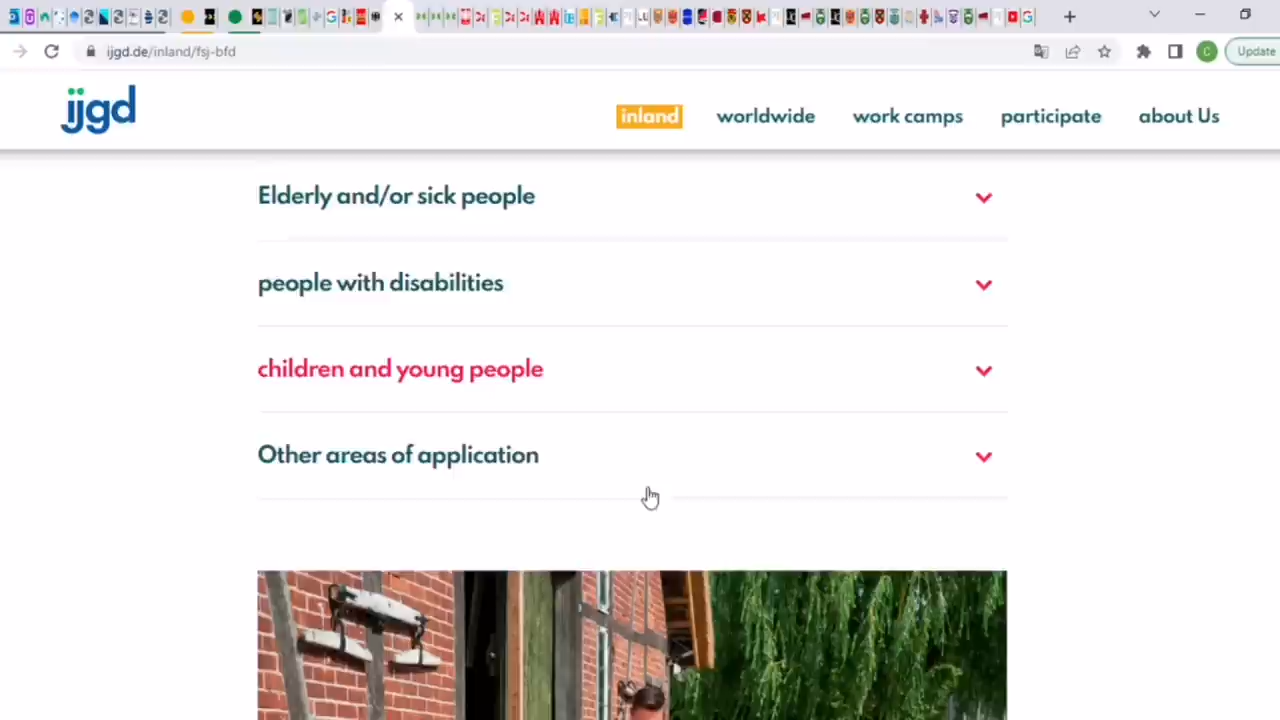 ijgd.de/inland/fsj-bfd
C
Update
ijgd
inland
worldwide
work camps
participate
about Us
Elderly and/or sick people
people with disabilities
children and young people
Other areas of application